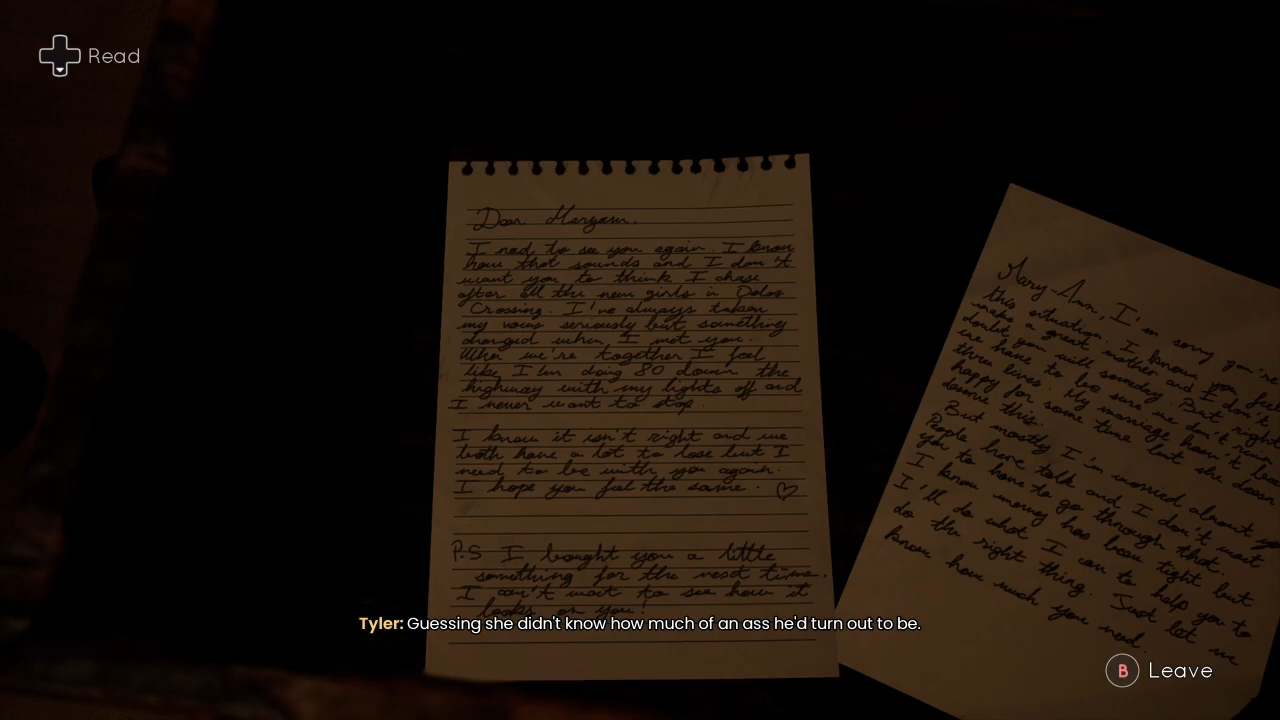 Read
Dear Maryann,
I need to see you again. I know
how that sounds and I don't
want you to think I chase
after all the new girls in Delos
Crossing. I've always taken
my vows seriously but something
changed when I met you.
When we're together I feel
like I'm doing 80 down the
highway with my lights off and
I never want to stop.
I know it isn't right and we
both have a lot to lose but I
need to be with you again.
I hope you feel the same. ♡
P.S I bought you a little
something for the next time.
I can't wait to see how it
looks on you!
Mary-Ann, I'm sorry you're
this situation. I know you feel
make a great mother and I don't
doubt you will someday. But right
we have to be sure we don't ruin
three lives. My marriage hasn't been
happy for some time but she doesn't
deserve this.
But mostly I'm worried about you
People here talk and I don't want
you to have to go through that.
I know money has been tight but
I'll do what I can to help you to
do the right thing. Just let me
know how much you need.
Tyler: Guessing she didn't know how much of an ass he'd turn out to be.
B Leave